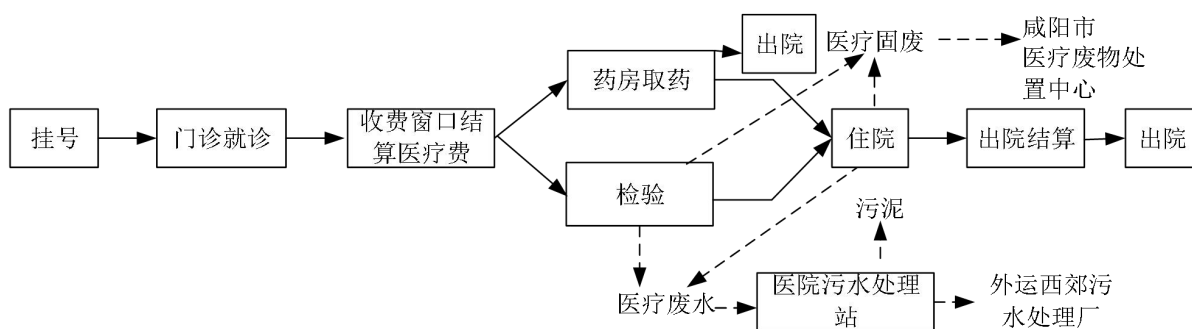 挂号
门诊就诊
收费窗口结
算医疗费
药房取药
出院
检验
医疗固废
咸阳市
医疗废物处
置中心
住院
出院结算
出院
污泥
医疗废水
医院污水处理
站
外运西郊污
水处理厂